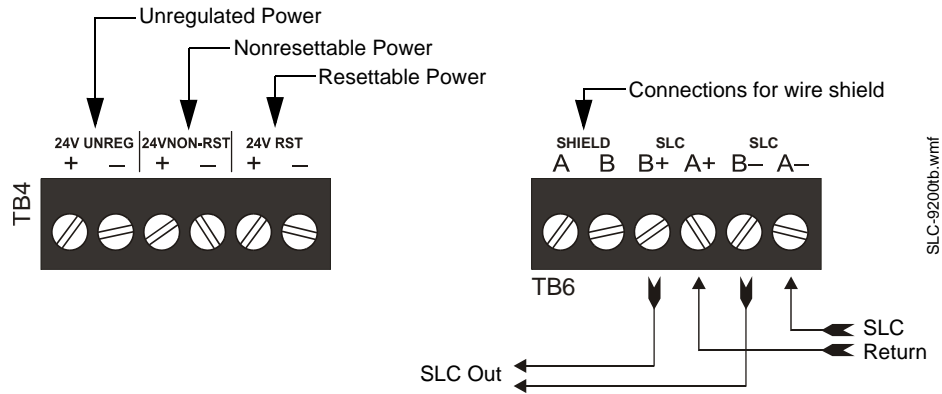 Unregulated Power
Nonresettable Power
Resettable Power
24V UNREG 24VNON-RST 24V RST
+ – + – + –
TB4
Connections for wire shield
SHIELD SLC SLC
A B B+ A+ B– A–
TB6
SLC
Return
SLC Out
SLC-9200tb.wmf